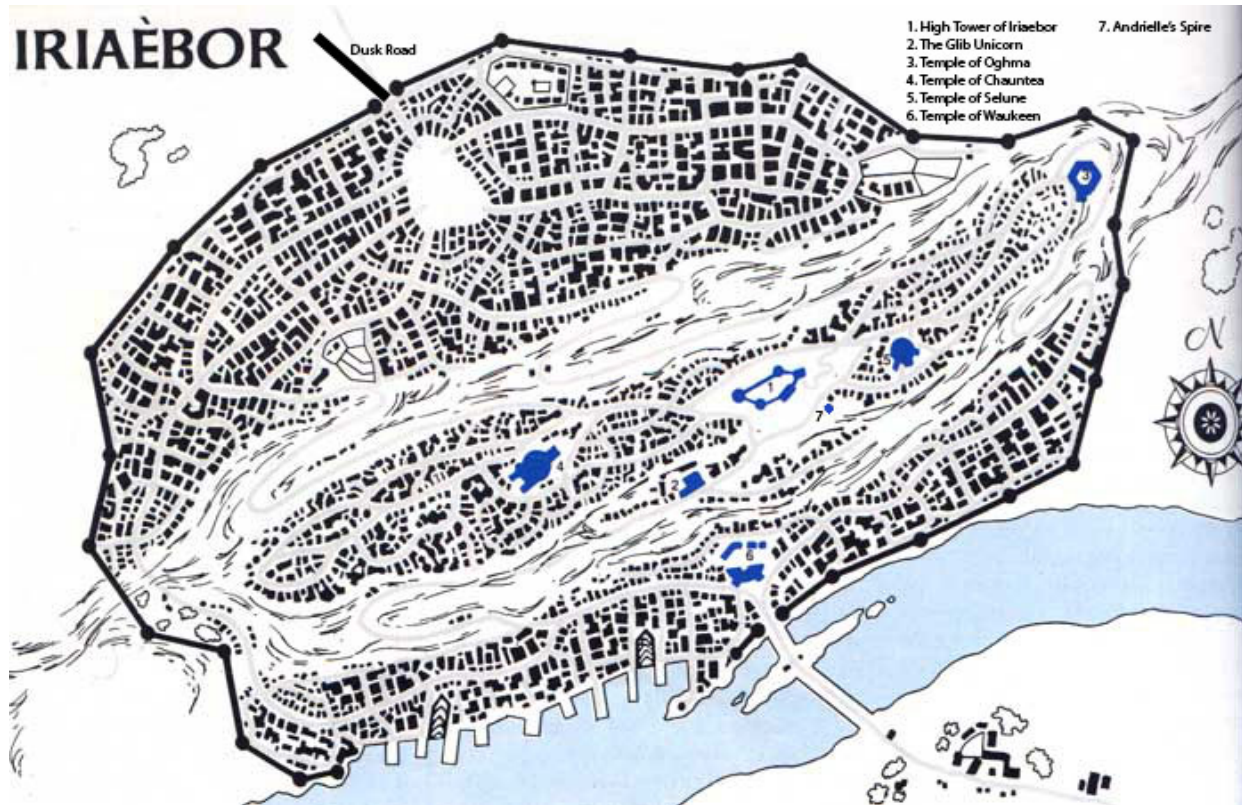 IRIAÈBOR
Dusk Road
1. High Tower of Iriaebor
2. The Glib Unicorn
3. Temple of Oghma
4. Temple of Chauntea
5. Temple of Selune
6. Temple of Waukeen
7. Andrielle's Spire
3
N
5
1
7
4
2
6